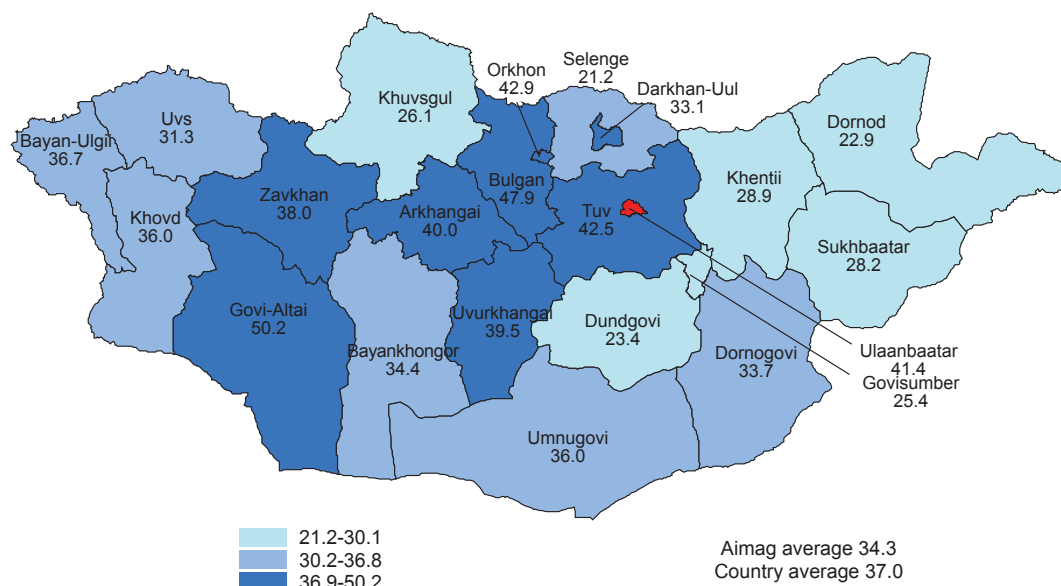 Selenge
21.2
Orkhon
42.9
Darkhan-Uul
33.1
Khuvsgul
26.1
Uvs
31.3
Dornod
22.9
Bayan-Ulgii
36.7
Khentii
28.9
Bulgan
47.9
Zavkhan
38.0
Khovd
36.0
Arkhangai
40.0
Tuv
42.5
Sukhbaatar
28.2
Govi-Altai
50.2
Uvurkhangai
39.5
Dundgovi
23.4
Bayankhongor
34.4
Dornogovi
33.7
Ulaanbaatar
41.4
Govisumber
25.4
Umnugovi
36.0
21.2-30.1
30.2-36.8
36.9-50.2
Aimag average 34.3
Country average 37.0